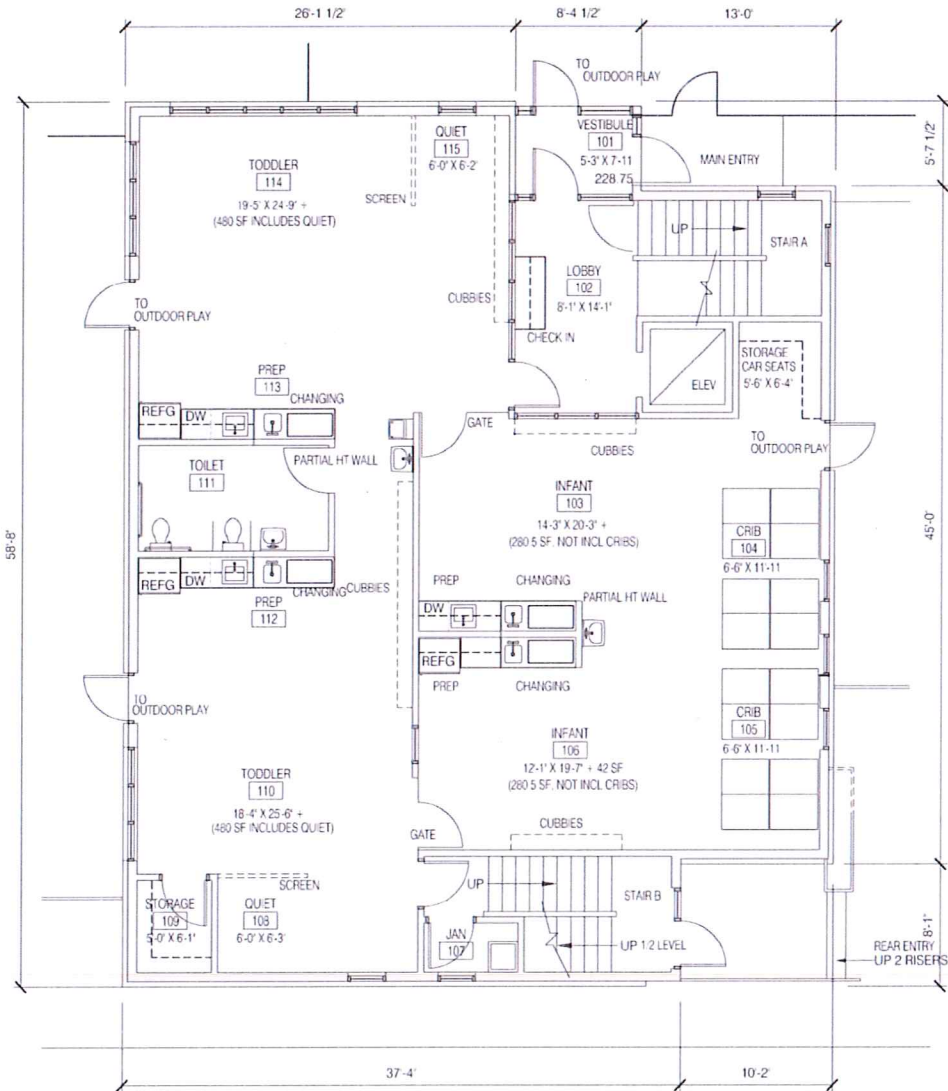 26'-1 1/2"
8'-4 1/2"
13'-0"
TO
OUTDOOR PLAY
QUIET
115
6'-0" X 6'-2"
VESTIBULE
101
5'-3" X 7'-11
228.75
MAIN ENTRY
5'-7 1/2"
TODDLER
114
19'-5" X 24'-9" +
(480 SF INCLUDES QUIET)
SCREEN
UP
STAIR A
LOBBY
102
8'-1" X 14'-1"
CUBBIES
TO
OUTDOOR PLAY
CHECK IN
ELEV
STORAGE
CAR SEATS
5'-6" X 6'-4"
PREP
113
CHANGING
REFG
DW
GATE
CUBBIES
TO
OUTDOOR PLAY
TOILET
111
PARTIAL HT WALL
INFANT
103
14'-3" X 20'-3" +
(280.5 SF, NOT INCL CRIBS)
CRIB
104
6'-6" X 11'-11
58'-8"
45'-0"
REFG
DW
CHANGING
CUBBIES
PREP
112
PREP
CHANGING
PARTIAL HT WALL
DW
REFG
PREP
CHANGING
TO
OUTDOOR PLAY
CRIB
105
6'-6" X 11'-11
INFANT
106
12'-1" X 19'-7" + 42 SF
(280.5 SF, NOT INCL CRIBS)
TODDLER
110
18'-4" X 25'-6" +
(480 SF INCLUDES QUIET)
CUBBIES
GATE
SCREEN
UP
STAIR B
STORAGE
109
5'-0" X 6'-1"
QUIET
108
6'-0" X 6'-3"
JAN
107
UP 1/2 LEVEL
8'-1"
REAR ENTRY
UP 2 RISERS
37'-4"
10'-2"